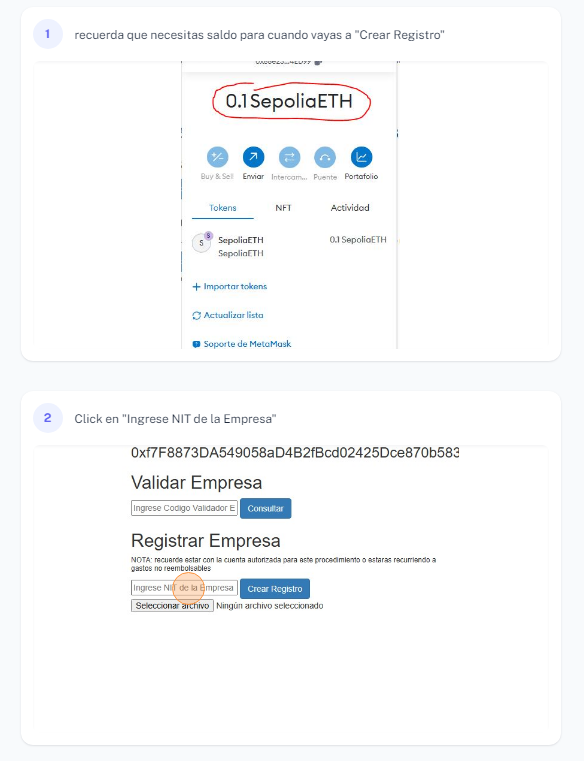 1
recuerda que necesitas saldo para cuando vayas a "Crear Registro"
0.1 SepoliaETH
Buy & Sell Enviar Intercam... Puente Portafolio
Tokens NFT Actividad
S S SepoliaETH 0.1 SepoliaETH
SepoliaETH
+ Importar tokens
Actualizar lista
Soporte de MetaMask
2
Click en "Ingrese NIT de la Empresa"
0xf7F8873DA549058aD4B2fBcd02425Dce870b583
Validar Empresa
Ingrese Codigo Validador E Consultar
Registrar Empresa
NOTA: recuerde estar con la cuenta autorizada para este procedimiento o estaras recurriendo a
gastos no reembolsables
Ingrese NIT de la Empresa Crear Registro
Seleccionar archivo Ningún archivo seleccionado